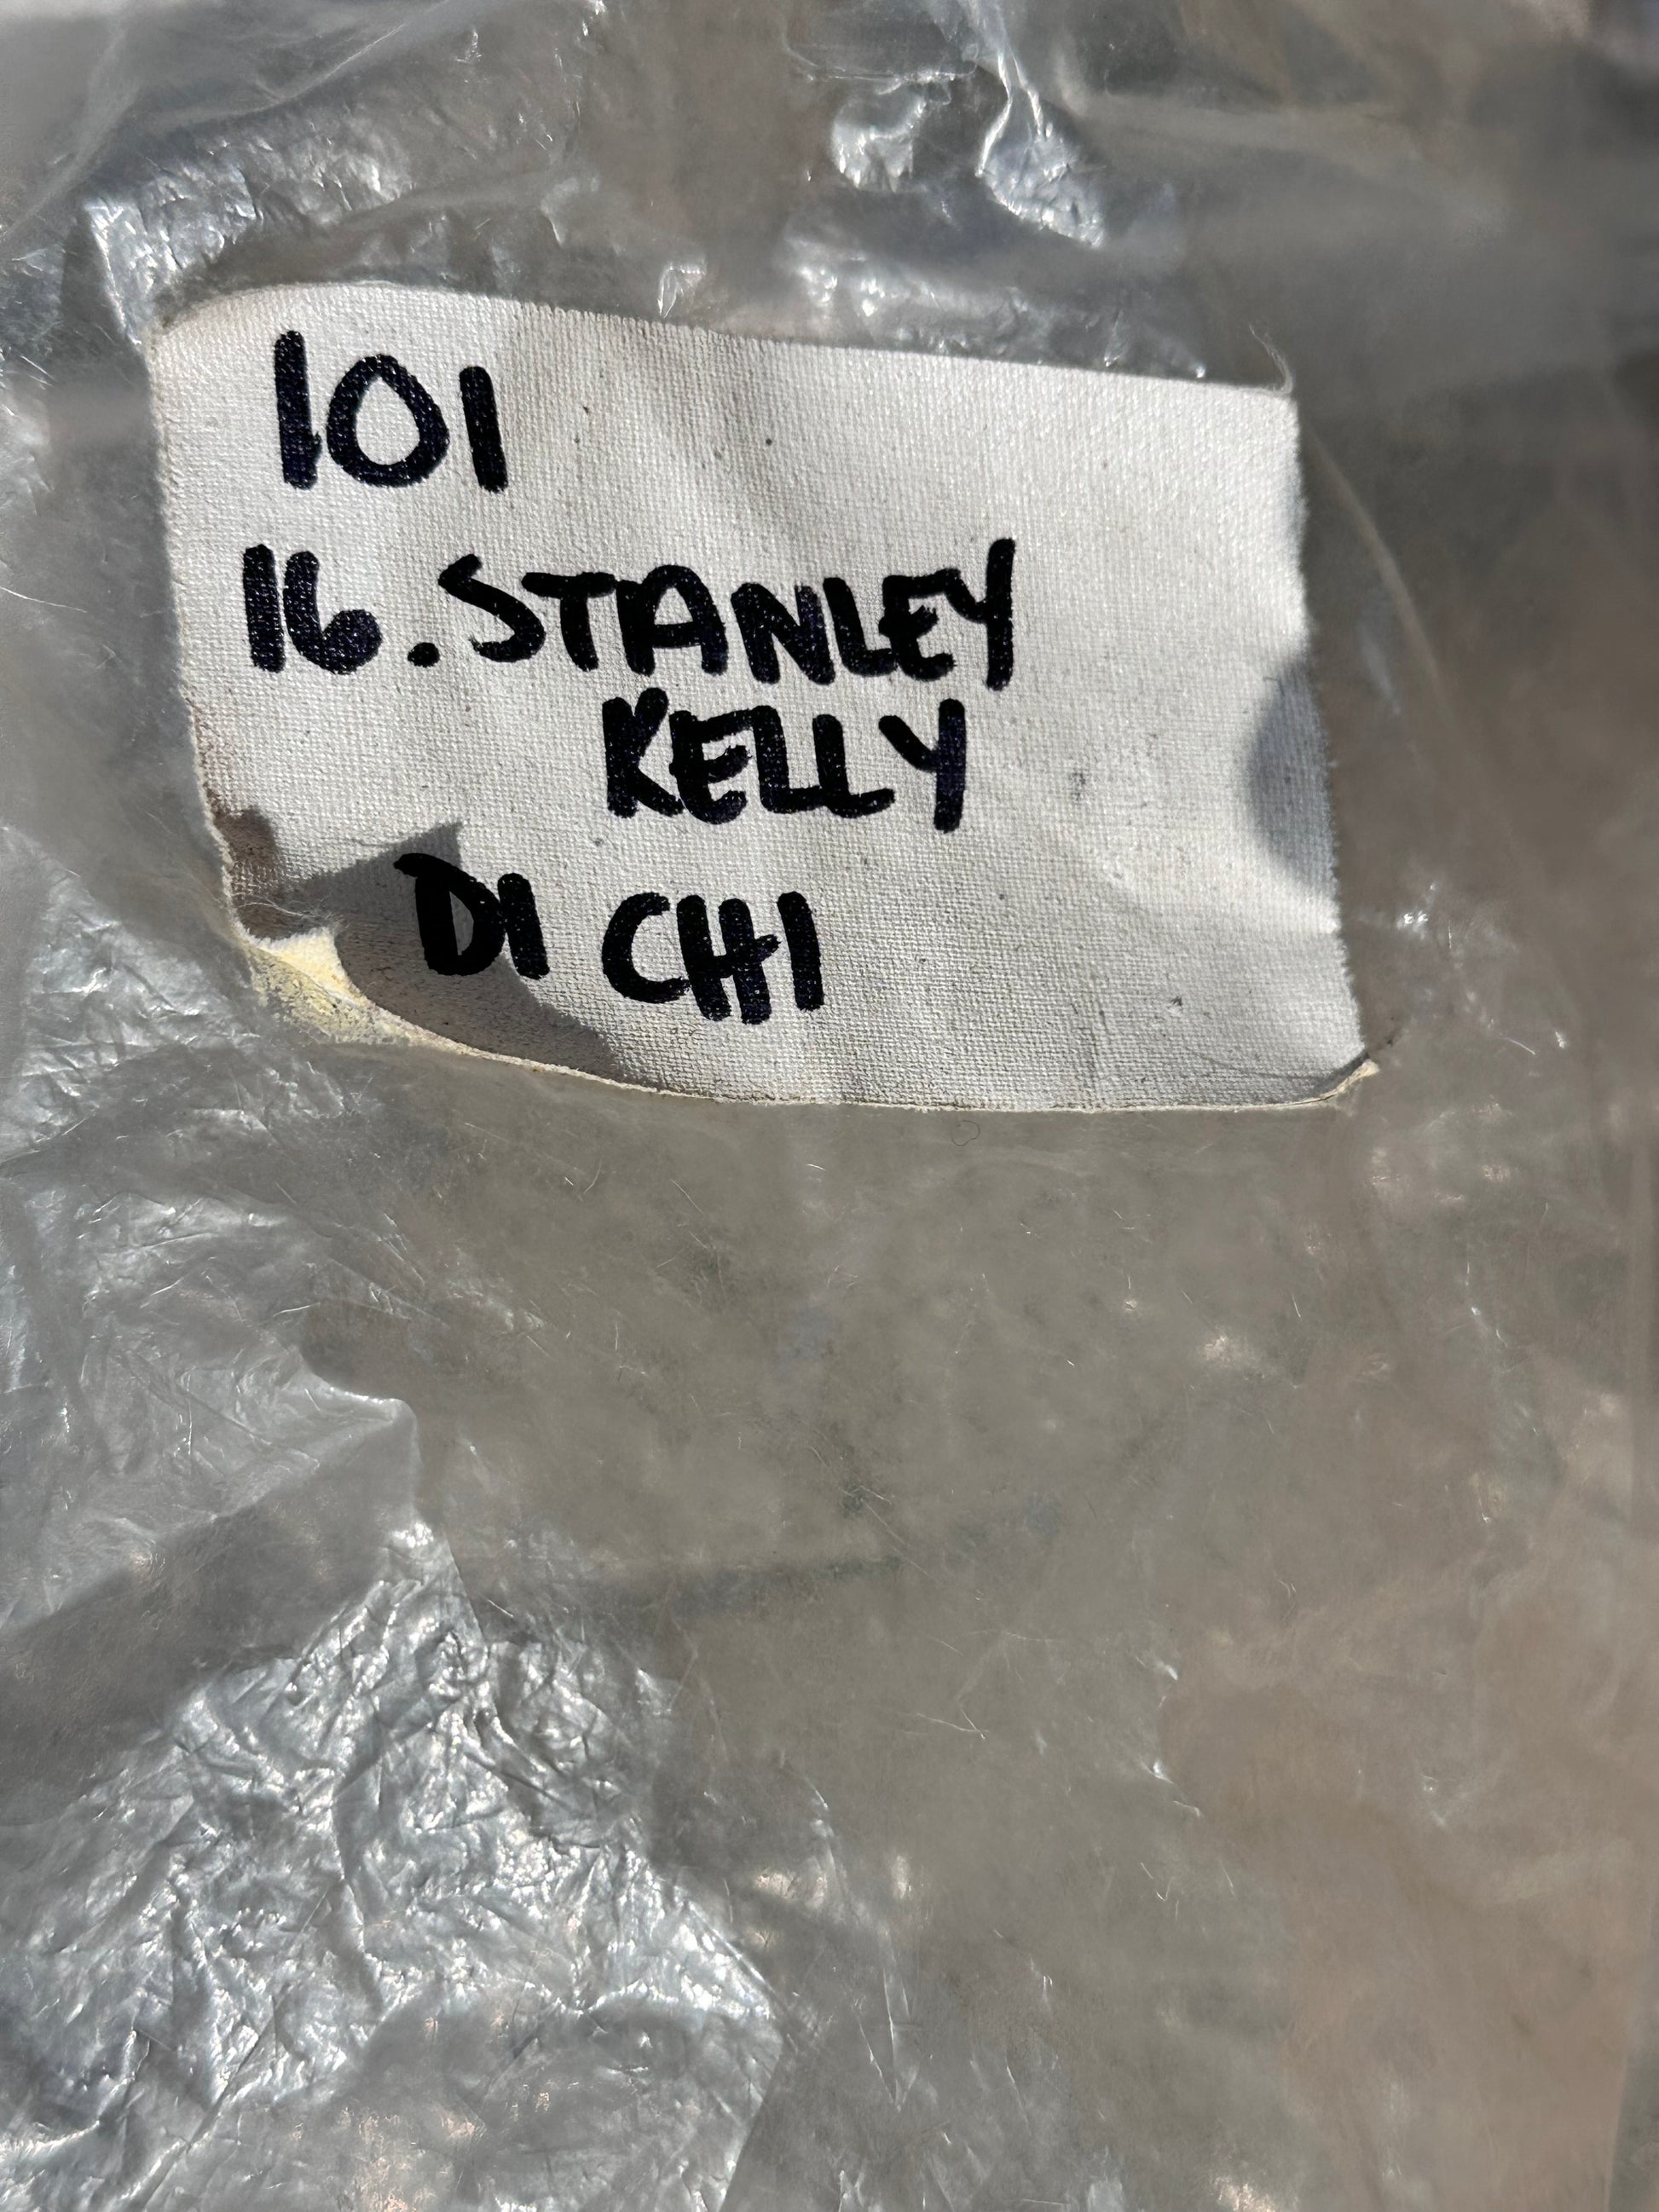 101
16. STANLEY
KELLY
DI CHI